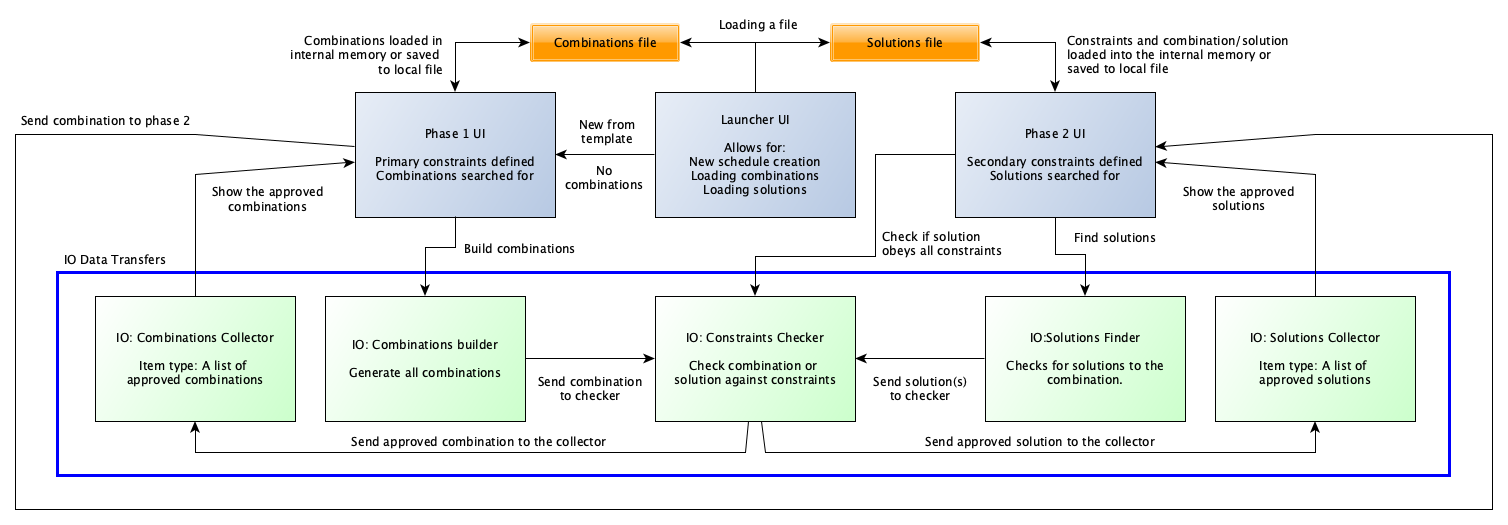 Loading a file
Combinations file
Solutions file
Combinations loaded in
internal memory or saved
to local file
Constraints and combination/solution
loaded into the internal memory or
saved to local file
Send combination to phase 2
Phase 1 UI
Primary constraints defined
Combinations searched for
New from
template
No
combinations
Launcher UI
Allows for:
New schedule creation
Loading combinations
Loading solutions
Phase 2 UI
Secondary constraints defined
Solutions searched for
Show the approved
combinations
Show the approved
solutions
Build combinations
Check if solution
obeys all constraints
Find solutions
IO Data Transfers
IO: Combinations Collector
Item type: A list of
approved combinations
IO: Combinations builder
Generate all combinations
Send combination
to checker
IO: Constraints Checker
Check combination or
solution against constraints
Send solution(s)
to checker
IO:Solutions Finder
Checks for solutions to the
combination.
IO: Solutions Collector
Item type: A list of
approved solutions
Send approved combination to the collector
Send approved solution to the collector